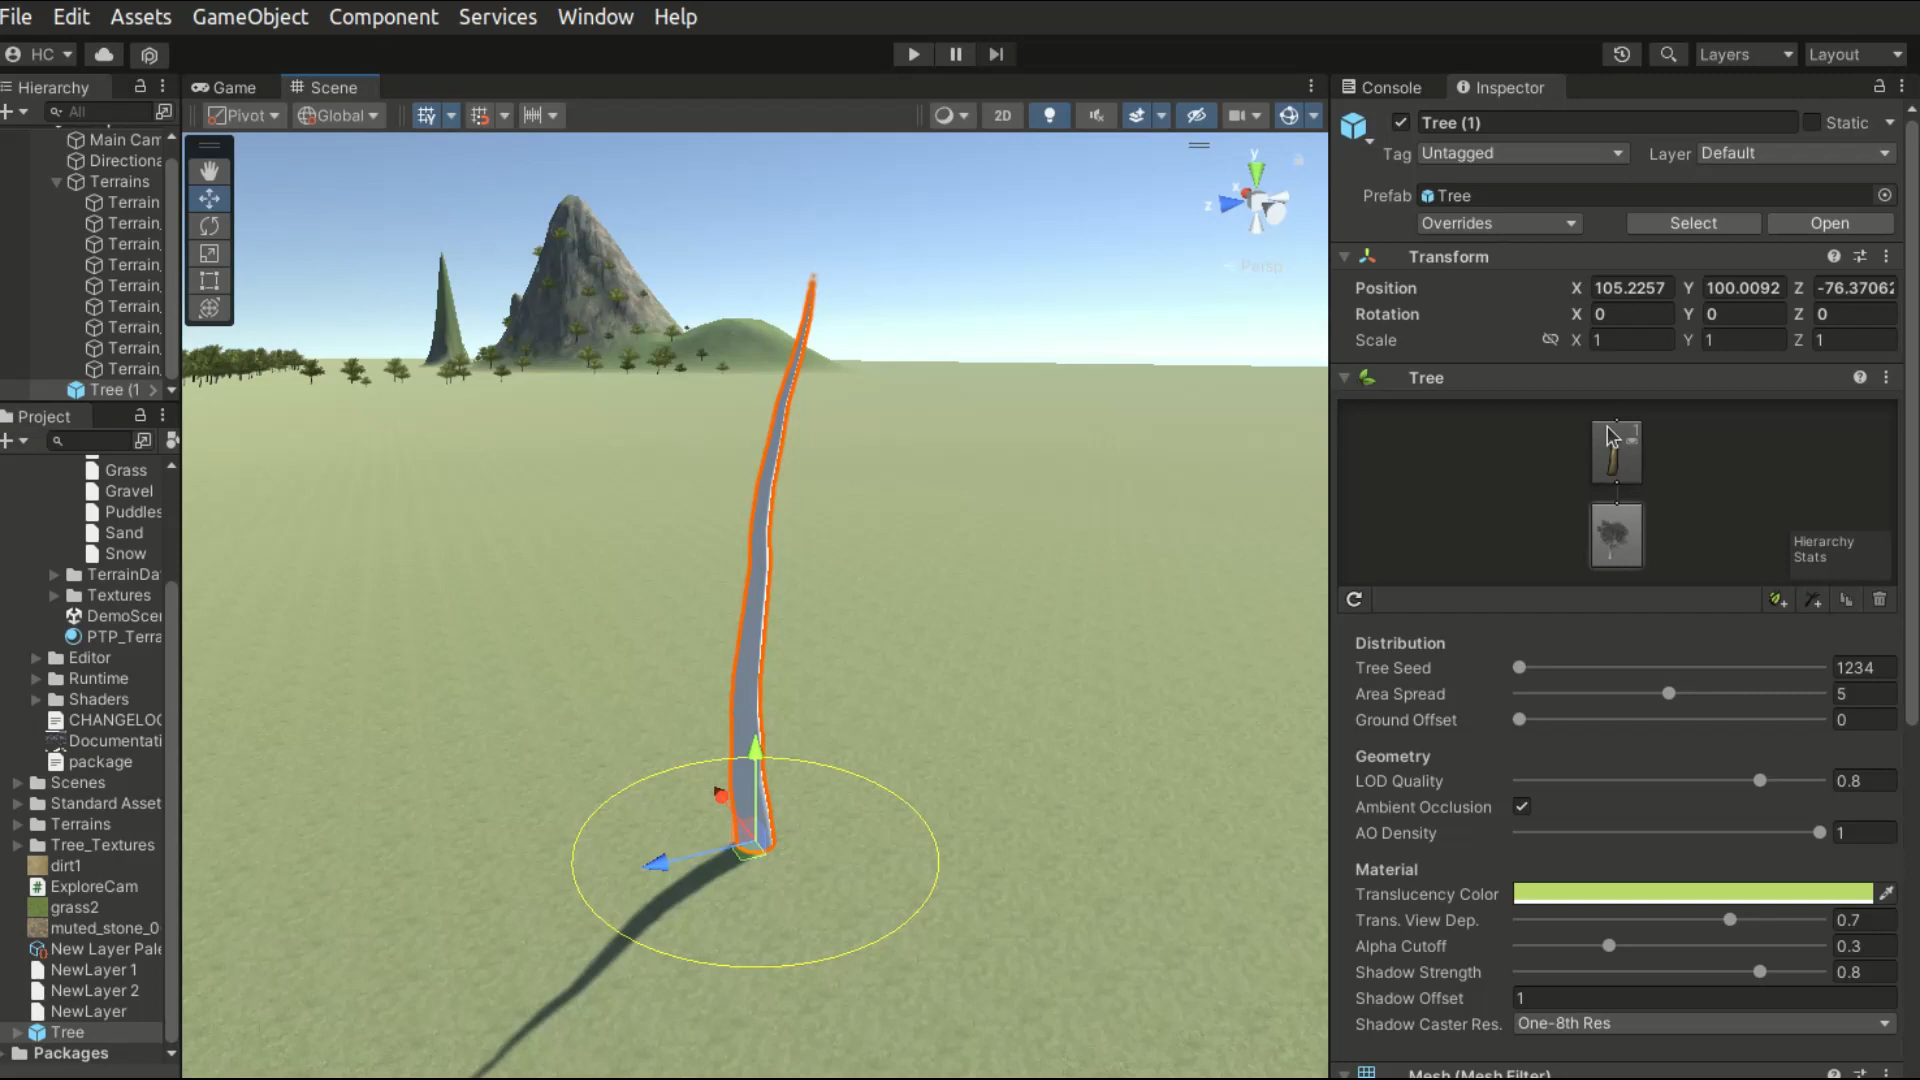 File Edit Assets GameObject Component Services Window Help
HC
Layers Layout
Hierarchy
All
Main Cam
Directiona
Terrains
Terrain
Terrain,
Terrain,
Terrain,
Terrain,
Terrain,
Terrain,
Terrain,
Terrain,
Tree (1
Project
Grass
Gravel
Puddles
Sand
Snow
TerrainDa
Textures
DemoScen
PTP_Terra
Editor
Runtime
Shaders
CHANGELOG
Documentati
package
Scenes
Standard Asset
Terrains
Tree_Textures
dirt1
ExploreCam
grass2
muted_stone_0
New Layer Pale
NewLayer 1
NewLayer 2
NewLayer
Tree
Packages
Game Scene
Pivot Global 2D
y
x
z
Persp
Console Inspector
Tree (1) Static
Tag Untagged Layer Default
Prefab Tree
Overrides Select Open
Transform
Position X 105.2257 Y 100.0092 Z -76.37062
Rotation X 0 Y 0 Z 0
Scale X 1 Y 1 Z 1
Tree
1
Hierarchy
Stats
Distribution
Tree Seed 1234
Area Spread 5
Ground Offset 0
Geometry
LOD Quality 0.8
Ambient Occlusion
AO Density 1
Material
Translucency Color
Trans. View Dep. 0.7
Alpha Cutoff 0.3
Shadow Strength 0.8
Shadow Offset 1
Shadow Caster Res. One-8th Res
Mesh (Mesh Filter)